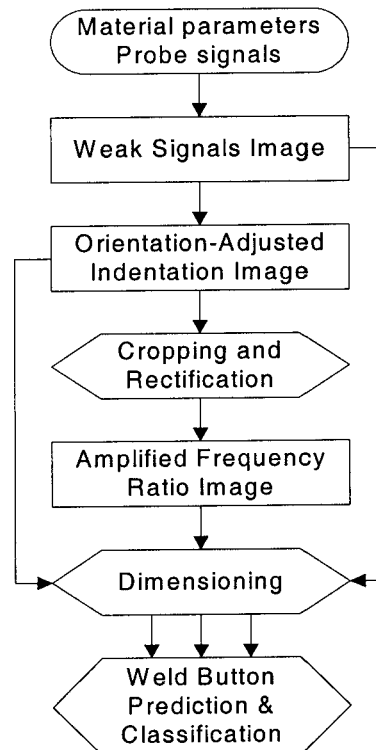 Material parameters
Probe signals
Weak Signals Image
Orientation-Adjusted
Indentation Image
Cropping and
Rectification
Amplified Frequency
Ratio Image
Dimensioning
Weld Button
Prediction &
Classification